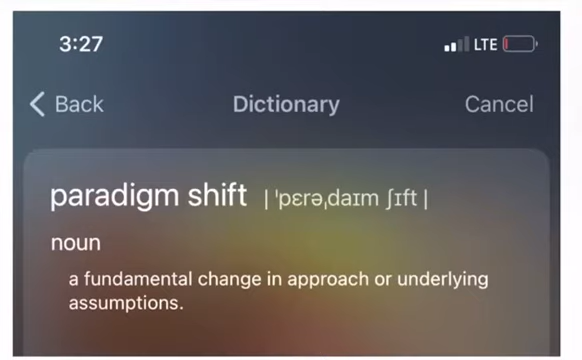 3:27 LTE
Back Dictionary Cancel
paradigm shift | ˈpɛrəˌdaɪm ʃɪft |
noun
a fundamental change in approach or underlying
assumptions.